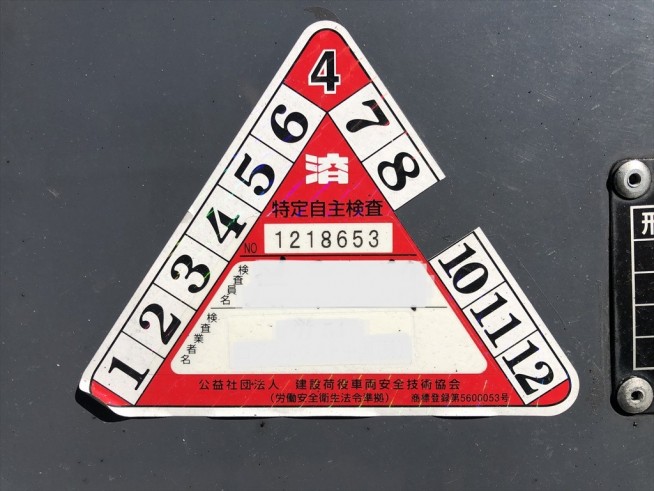 4
1
2
3
4
5
6
7
8
10
11
12
済
特定自主検査
NO 1218653
検査員名
検査業者名
公益社団法人 建設荷役車両安全技術協会
(労働安全衛生法令準拠) 商標登録第5600053号
形